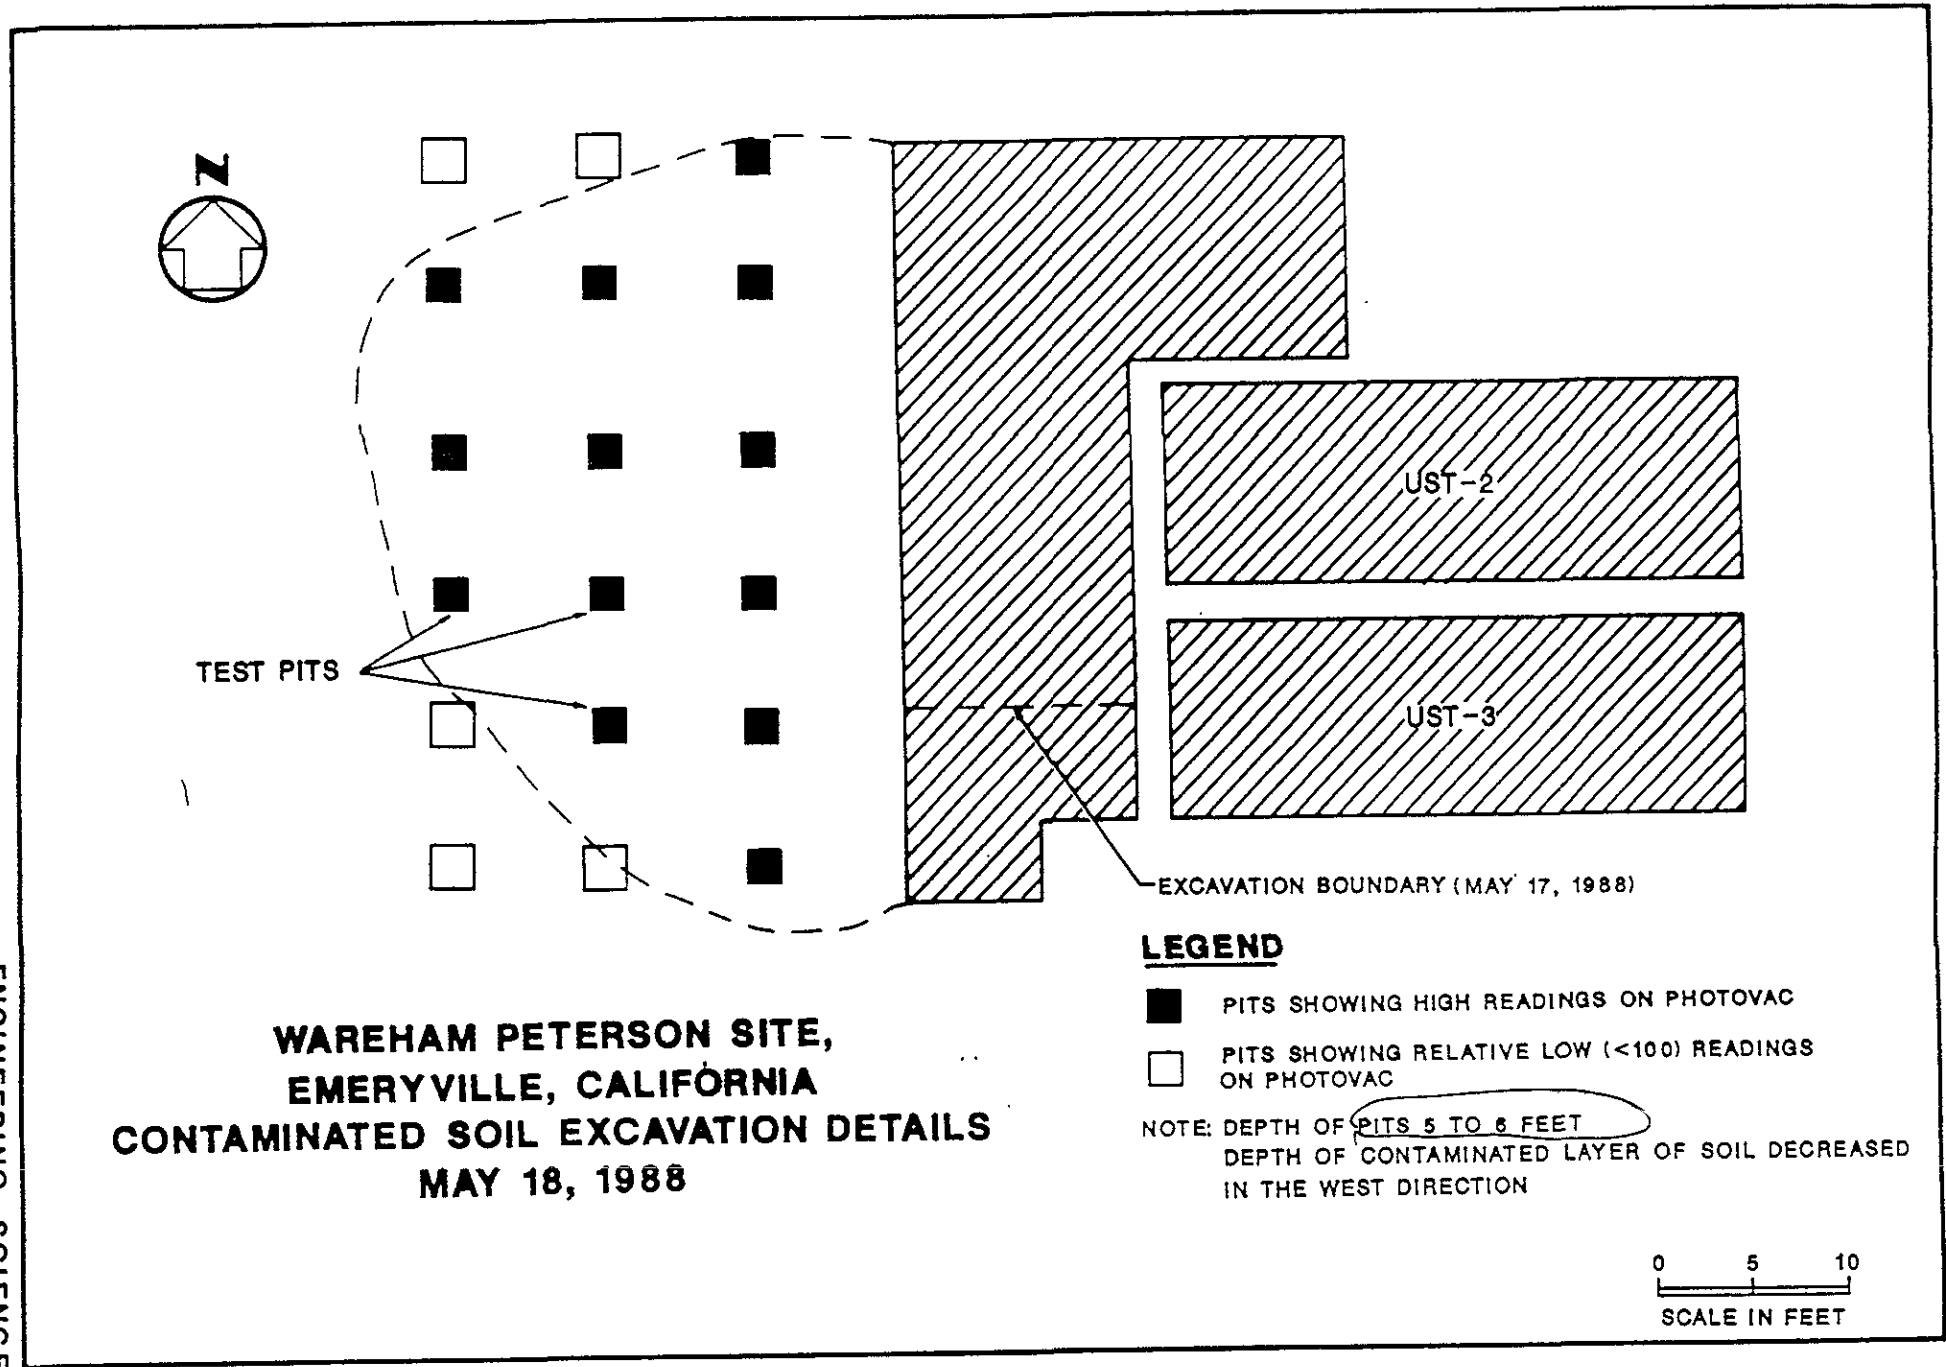 N
UST-2
UST-3
TEST PITS
EXCAVATION BOUNDARY (MAY 17, 1988)
LEGEND
PITS SHOWING HIGH READINGS ON PHOTOVAC
PITS SHOWING RELATIVE LOW (<100) READINGS
ON PHOTOVAC
NOTE: DEPTH OF PITS 5 TO 6 FEET
DEPTH OF CONTAMINATED LAYER OF SOIL DECREASED
IN THE WEST DIRECTION
WAREHAM PETERSON SITE,
EMERYVILLE, CALIFORNIA
CONTAMINATED SOIL EXCAVATION DETAILS
MAY 18, 1988
0 5 10
SCALE IN FEET
ENGINEERING-SCIENCE